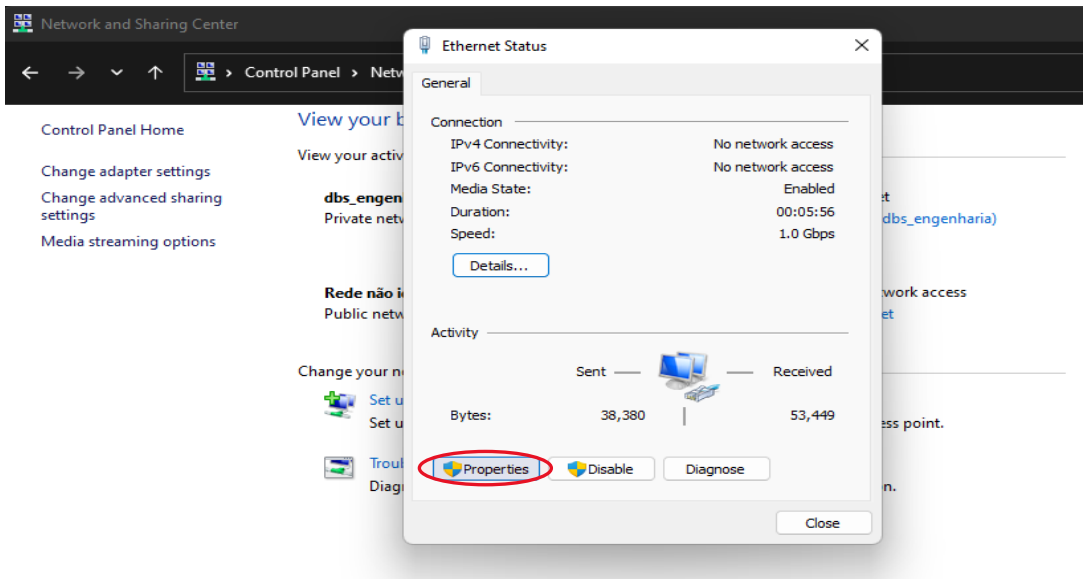 Network and Sharing Center
Control Panel > Netw
Control Panel Home
Change adapter settings
Change advanced sharing
settings
Media streaming options
View your b
View your activ
dbs_engen
Private netw
Rede não i
Public netw
Change your n
Set u
Set u
Troub
Diagn
Ethernet Status
General
Connection
IPv4 Connectivity: No network access
IPv6 Connectivity: No network access
Media State: Enabled
Duration: 00:05:56
Speed: 1.0 Gbps
Details...
Activity
Sent Received
Bytes: 38,380 53,449
Properties Disable Diagnose
Close
et
dbs_engenharia)
work access
et
ess point.
n.